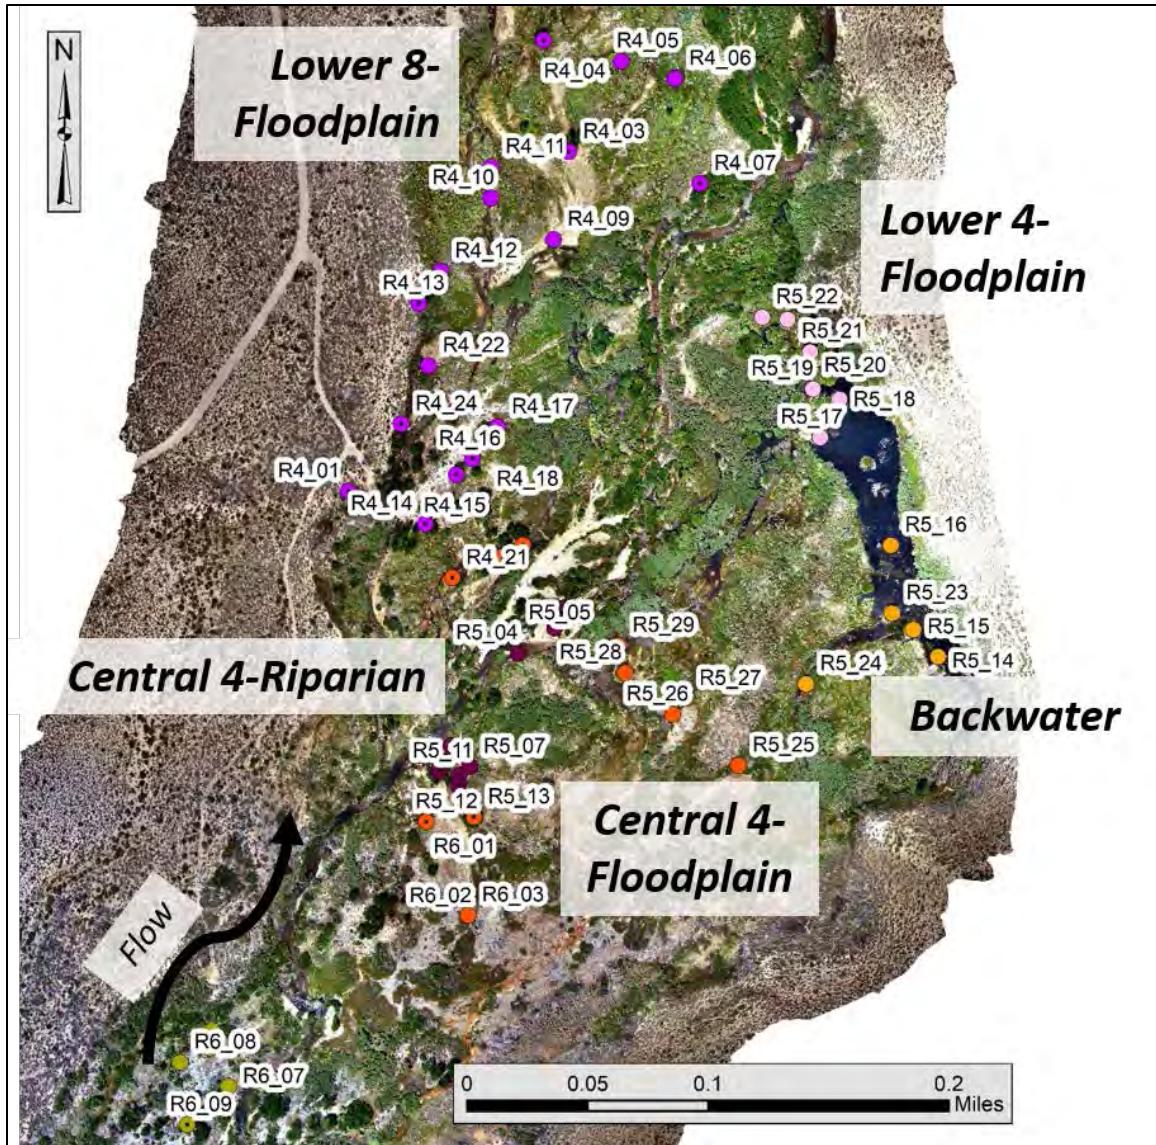 N
Lower 8-
Floodplain
R4_05
R4_04
R4_06
R4_03
R4_11
R4_10
R4_07
R4_09
Lower 4-
Floodplain
R4_12
R4_13
R5_22
R5_21
R4_22
R5_19
R5_20
R5_18
R4_24
R4_17
R5_17
R4_16
R4_01
R4_18
R4_14
R4_15
R5_16
R4_21
R5_05
R5_23
R5_04
R5_29
R5_15
R5_28
R5_24
R5_14
Central 4-Riparian
R5_26
R5_27
Backwater
R5_11
R5_07
R5_25
R5_12
R5_13
Central 4-
Floodplain
R6_01
R6_02
R6_03
Flow
R6_08
R6_07
R6_09
0 0.05 0.1 0.2
Miles